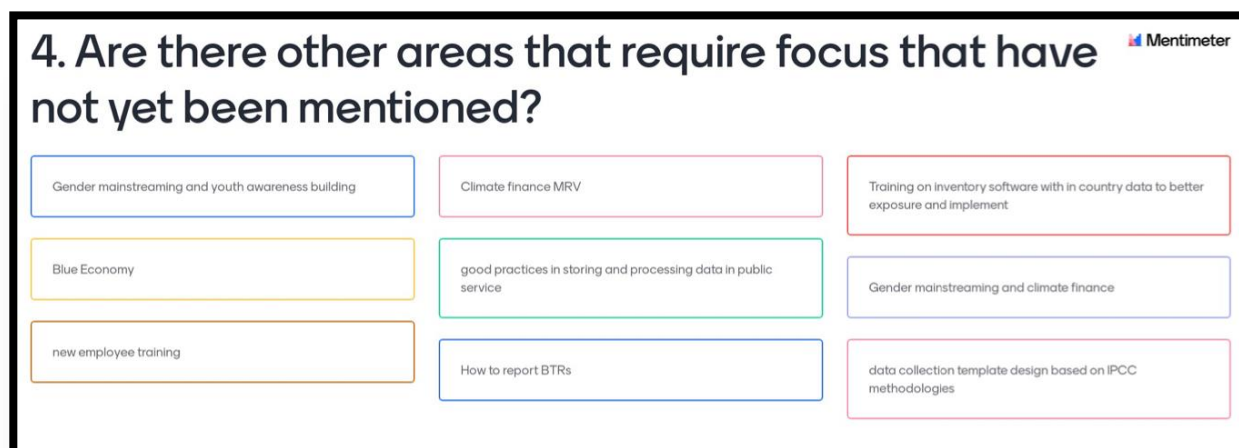 4. Are there other areas that require focus that have
not yet been mentioned?
Mentimeter
Gender mainstreaming and youth awareness building
Blue Economy
new employee training
Climate finance MRV
good practices in storing and processing data in public
service
How to report BTRs
Training on inventory software with in country data to better
exposure and implement
Gender mainstreaming and climate finance
data collection template design based on IPCC
methodologies